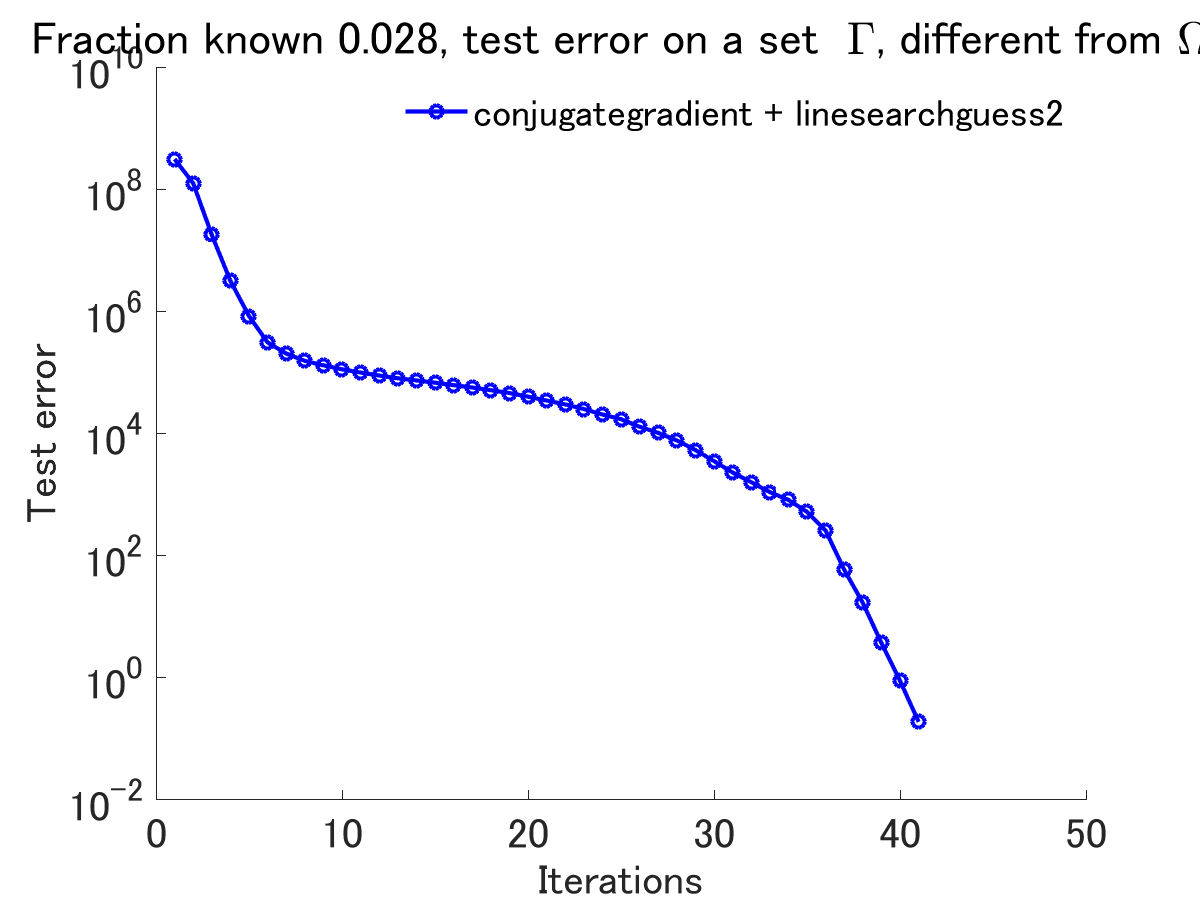 Fraction known 0.028, test error on a set Γ, different from Ω
10^10
conjugategradient + linesearchguess2
10^8
10^6
10^4
10^2
10^0
10^−2
Test error
0 10 20 30 40 50
Iterations